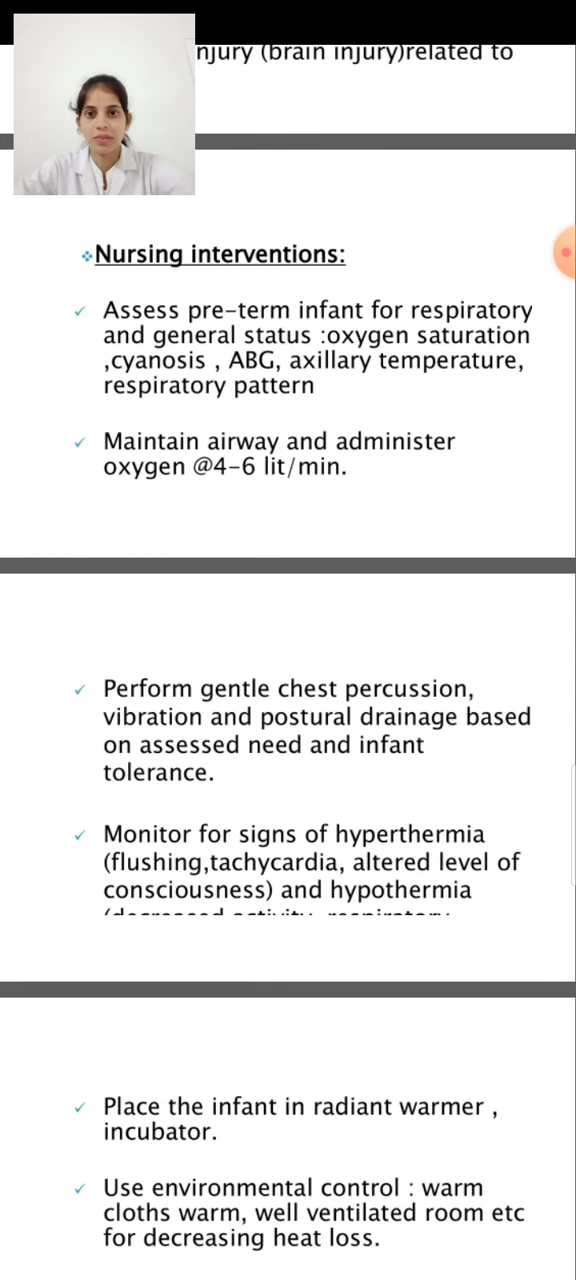 njury (brain injury)related to
Nursing interventions:
Assess pre-term infant for respiratory
and general status :oxygen saturation
,cyanosis , ABG, axillary temperature,
respiratory pattern
Maintain airway and administer
oxygen @4-6 lit/min.
Perform gentle chest percussion,
vibration and postural drainage based
on assessed need and infant
tolerance.
Monitor for signs of hyperthermia
(flushing,tachycardia, altered level of
consciousness) and hypothermia
(decreased activity, respiratory
Place the infant in radiant warmer ,
incubator.
Use environmental control : warm
cloths warm, well ventilated room etc
for decreasing heat loss.